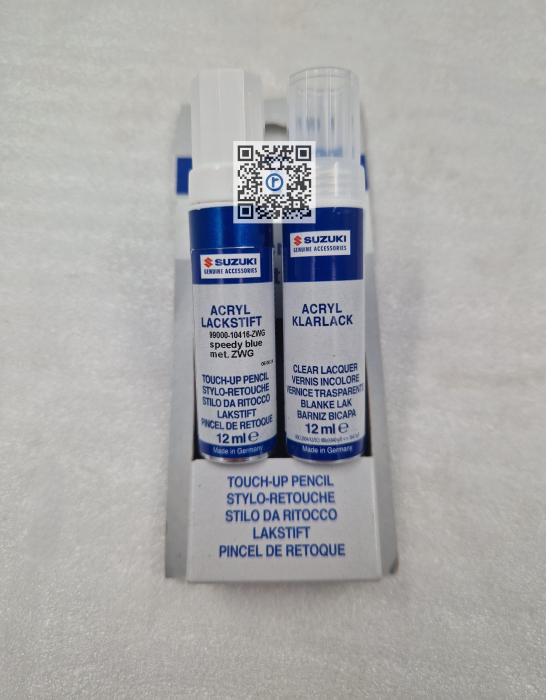 SUZUKI
GENUINE ACCESSORIES
ACRYL
LACKSTIFT
99000-10416-ZWG
speedy blue
met. ZWG
TOUCH-UP PENCIL
STYLO-RETOUCHE
STILO DA RITOCCO
LAKSTIFT
PINCEL DE RETOQUE
12 ml ℮
Made in Germany
SUZUKI
GENUINE ACCESSORIES
ACRYL
KLARLACK
CLEAR LACQUER
VERNIS INCOLORE
VERNICE TRASPARENTE
BLANKE LAK
BARNIZ BICAPA
12 ml ℮
Made in Germany
TOUCH-UP PENCIL
STYLO-RETOUCHE
STILO DA RITOCCO
LAKSTIFT
PINCEL DE RETOQUE